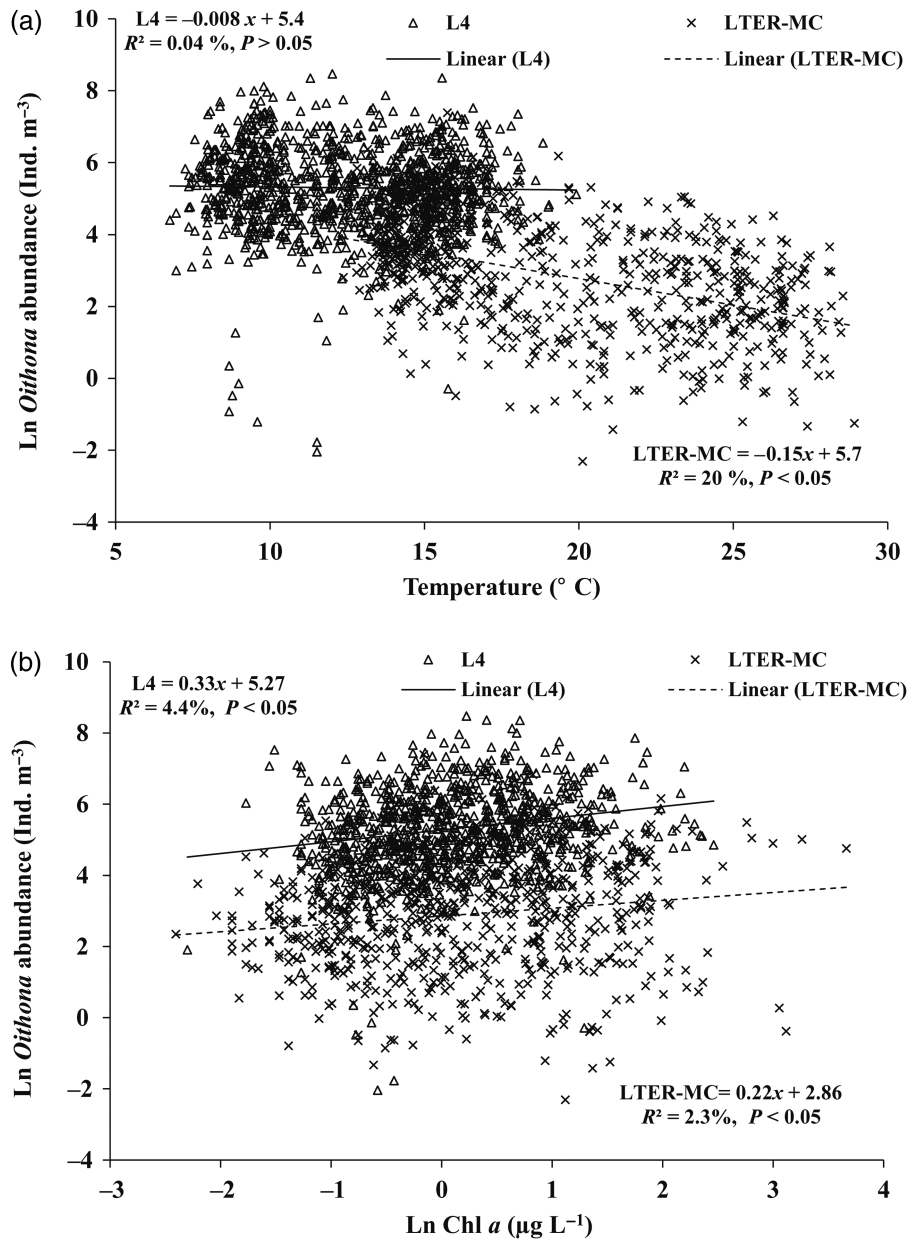 (a)
L4 = –0.008 x + 5.4
R² = 0.04 %, P > 0.05
L4
LTER-MC
Linear (L4)
Linear (LTER-MC)
10
8
6
4
2
0
–2
–4
Ln Oithona abundance (Ind. m⁻³)
LTER-MC = –0.15x + 5.7
R² = 20 %, P < 0.05
5 10 15 20 25 30
Temperature (° C)
(b)
L4 = 0.33x + 5.27
R² = 4.4%, P < 0.05
L4
LTER-MC
Linear (L4)
Linear (LTER-MC)
10
8
6
4
2
0
–2
–4
Ln Oithona abundance (Ind. m⁻³)
LTER-MC= 0.22x + 2.86
R² = 2.3%, P < 0.05
–3 –2 –1 0 1 2 3 4
Ln Chl a (µg L⁻¹)